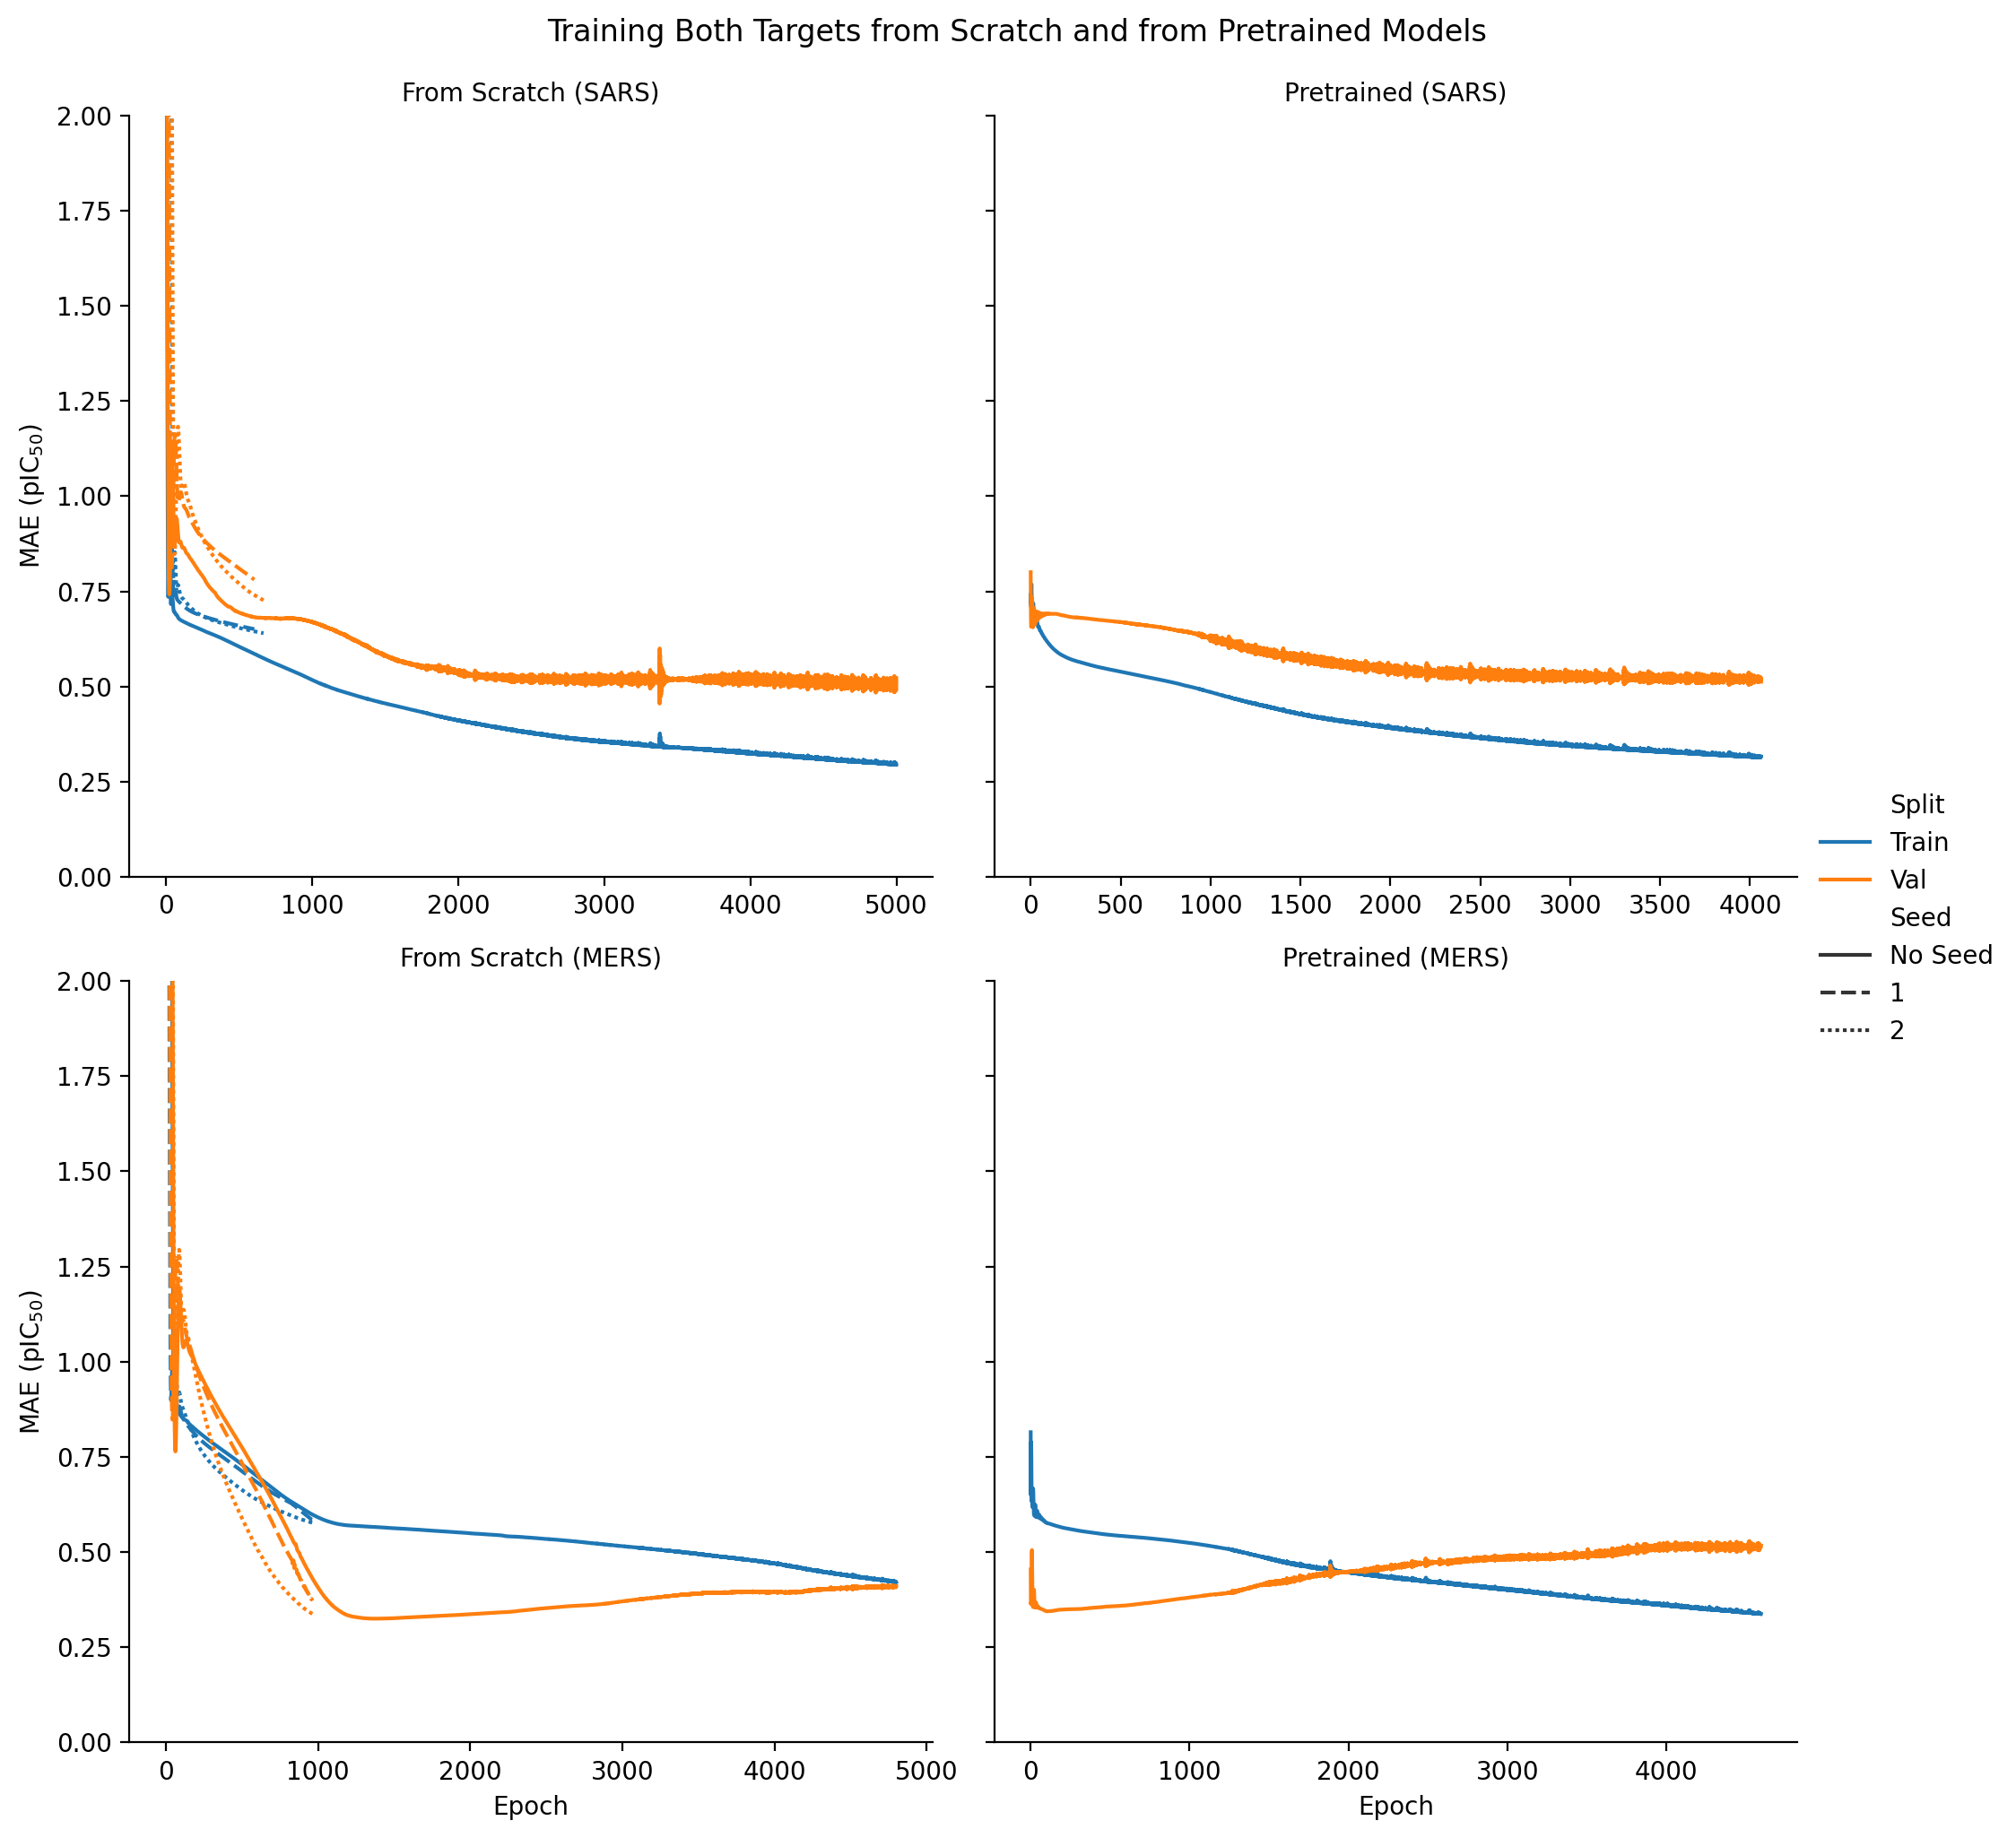 Training Both Targets from Scratch and from Pretrained Models
From Scratch (SARS)
2.00
1.75
1.50
1.25
1.00
0.75
0.50
0.25
0.00
MAE (pIC₅₀)
0 1000 2000 3000 4000 5000
Pretrained (SARS)
0 500 1000 1500 2000 2500 3000 3500 4000
Split
Train
Val
Seed
No Seed
1
2
From Scratch (MERS)
2.00
1.75
1.50
1.25
1.00
0.75
0.50
0.25
0.00
MAE (pIC₅₀)
0 1000 2000 3000 4000 5000
Epoch
Pretrained (MERS)
0 1000 2000 3000 4000
Epoch